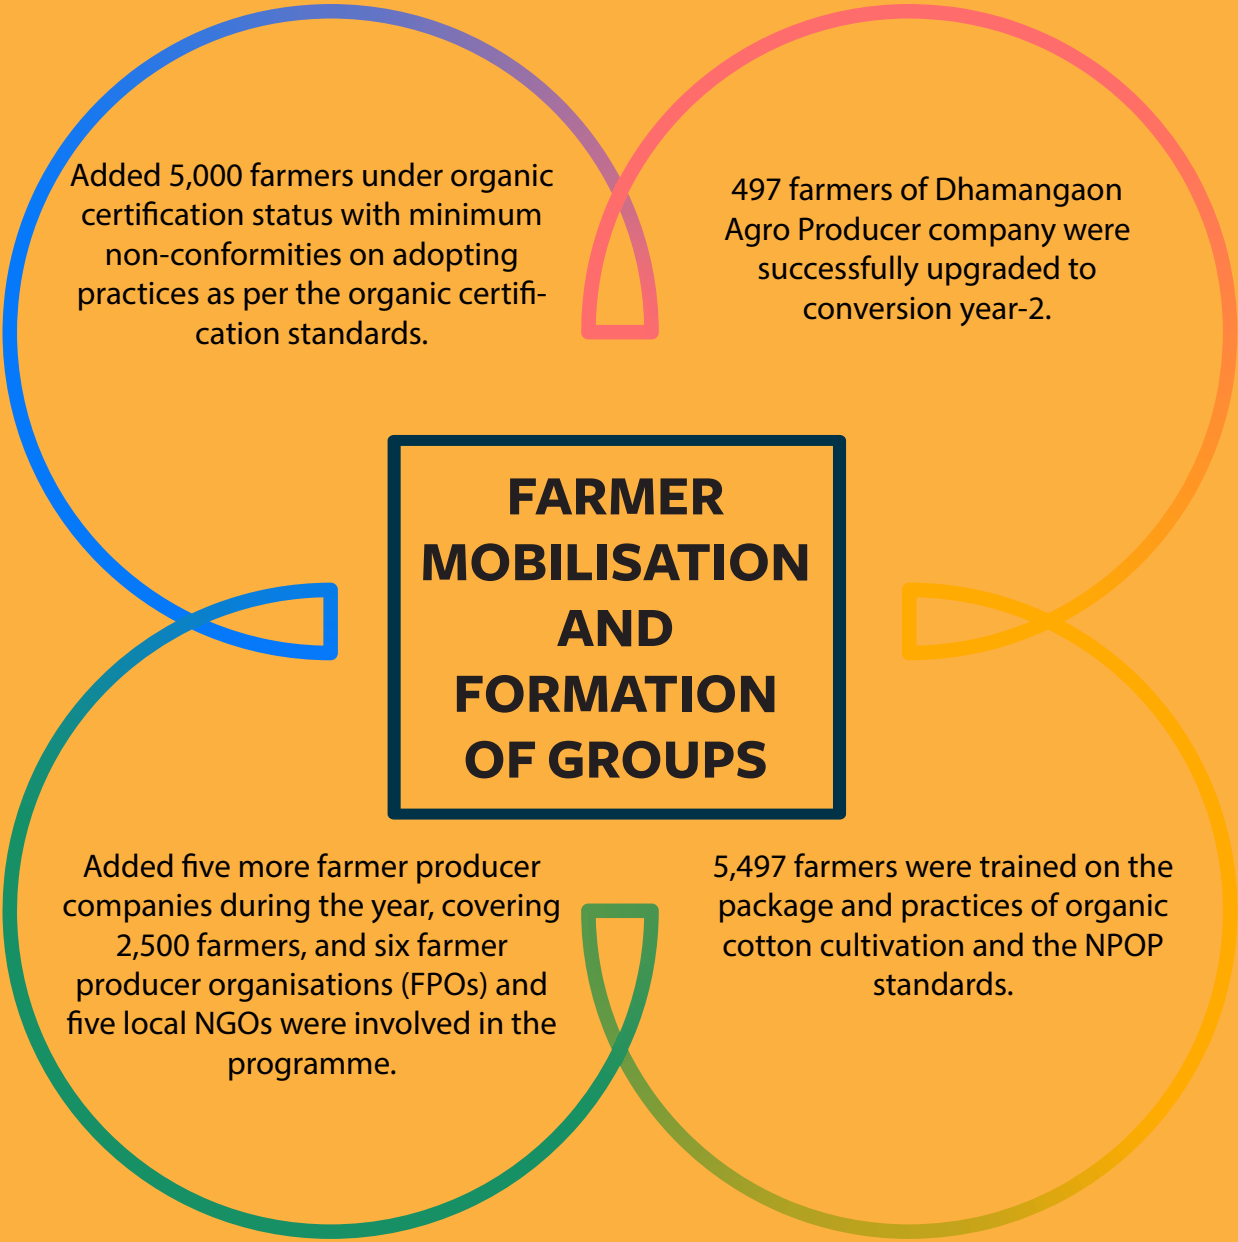 Added 5,000 farmers under organic
certification status with minimum
non-conformities on adopting
practices as per the organic certifi-
cation standards.
497 farmers of Dhamangaon
Agro Producer company were
successfully upgraded to
conversion year-2.
FARMER
MOBILISATION
AND
FORMATION
OF GROUPS
Added five more farmer producer
companies during the year, covering
2,500 farmers, and six farmer
producer organisations (FPOs) and
five local NGOs were involved in the
programme.
5,497 farmers were trained on the
package and practices of organic
cotton cultivation and the NPOP
standards.